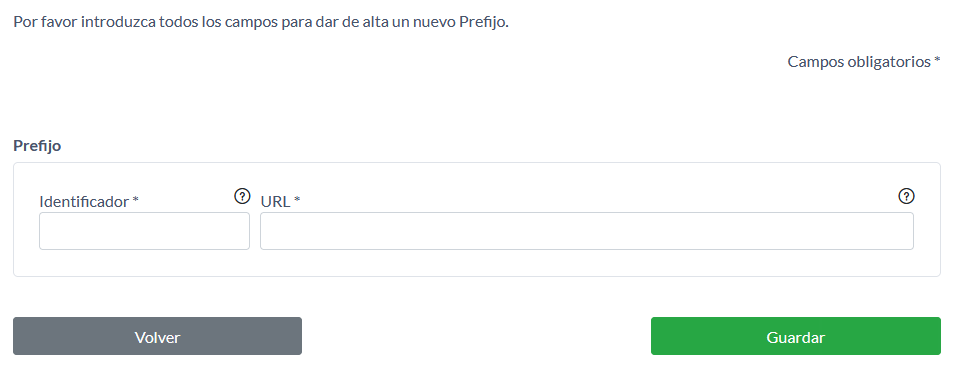 Por favor introduzca todos los campos para dar de alta un nuevo Prefijo.
Campos obligatorios *
Prefijo
Identificador * ? URL * ?
Volver Guardar